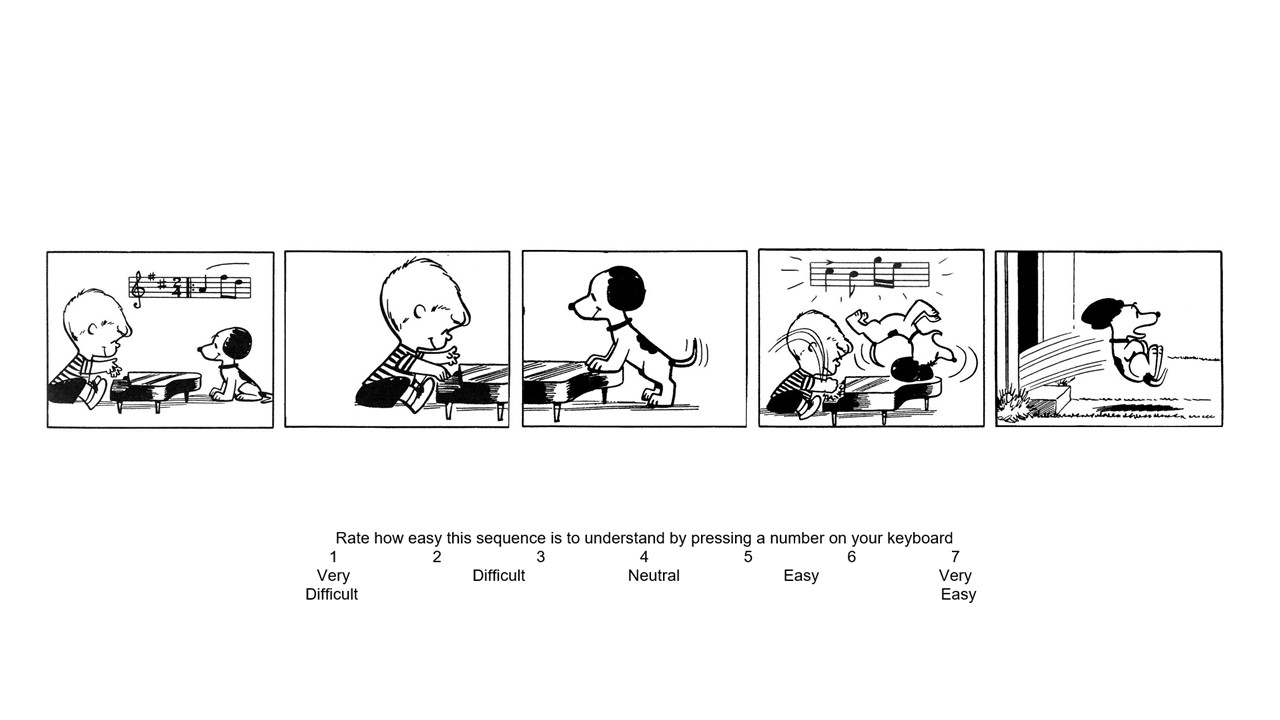 Rate how easy this sequence is to understand by pressing a number on your keyboard
1 2 3 4 5 6 7
Very Difficult Neutral Easy Very
Difficult Easy